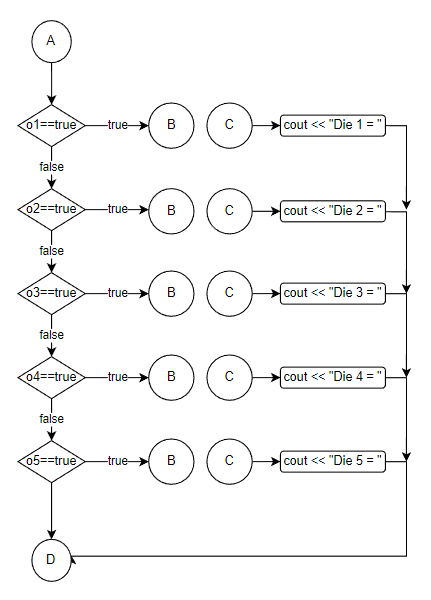 A
o1==true
true
B
C
cout << "Die 1 = "
false
o2==true
true
B
C
cout << "Die 2 = "
false
o3==true
true
B
C
cout << "Die 3 = "
false
o4==true
true
B
C
cout << "Die 4 = "
false
o5==true
true
B
C
cout << "Die 5 = "
D